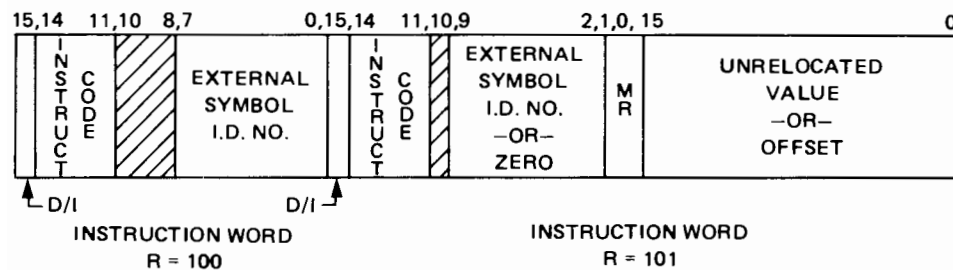 15,14 11,10 8,7 0,15,14 11,10,9 2,1,0,15 0
INSTRUCT
CODE
EXTERNAL
SYMBOL
I.D. NO.
INSTRUCT
CODE
EXTERNAL
SYMBOL
I.D. NO.
—OR—
ZERO
MR
UNRELOCATED
VALUE
—OR—
OFFSET
D/I
D/I
INSTRUCTION WORD
R = 100
INSTRUCTION WORD
R = 101